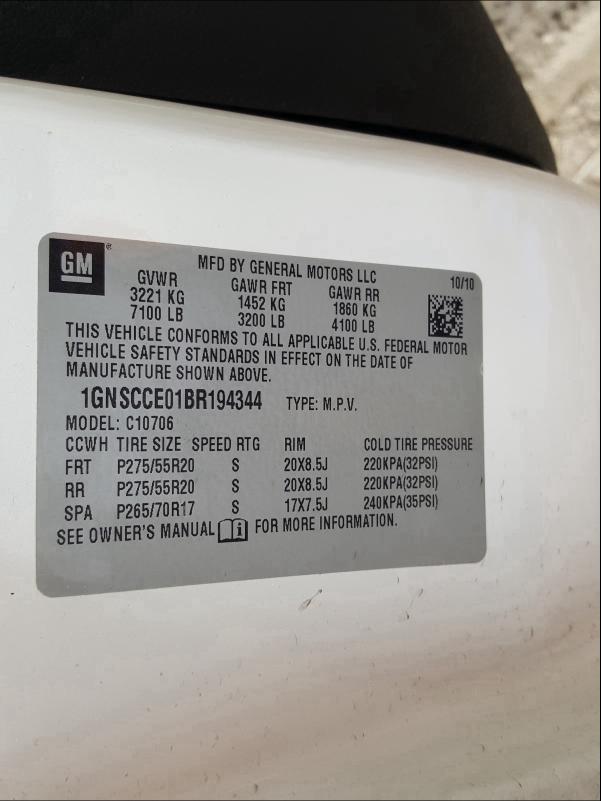 GM ®
MFD BY GENERAL MOTORS LLC 10/10
GVWR GAWR FRT GAWR RR
3221 KG 1452 KG 1860 KG
7100 LB 3200 LB 4100 LB
THIS VEHICLE CONFORMS TO ALL APPLICABLE U.S. FEDERAL MOTOR
VEHICLE SAFETY STANDARDS IN EFFECT ON THE DATE OF
MANUFACTURE SHOWN ABOVE.
1GNSCCE01BR194344 TYPE: M.P.V.
MODEL: C10706
CCWH TIRE SIZE SPEED RTG RIM COLD TIRE PRESSURE
FRT P275/55R20 S 20X8.5J 220KPA(32PSI)
RR P275/55R20 S 20X8.5J 220KPA(32PSI)
SPA P265/70R17 S 17X7.5J 240KPA(35PSI)
SEE OWNER'S MANUAL i FOR MORE INFORMATION.